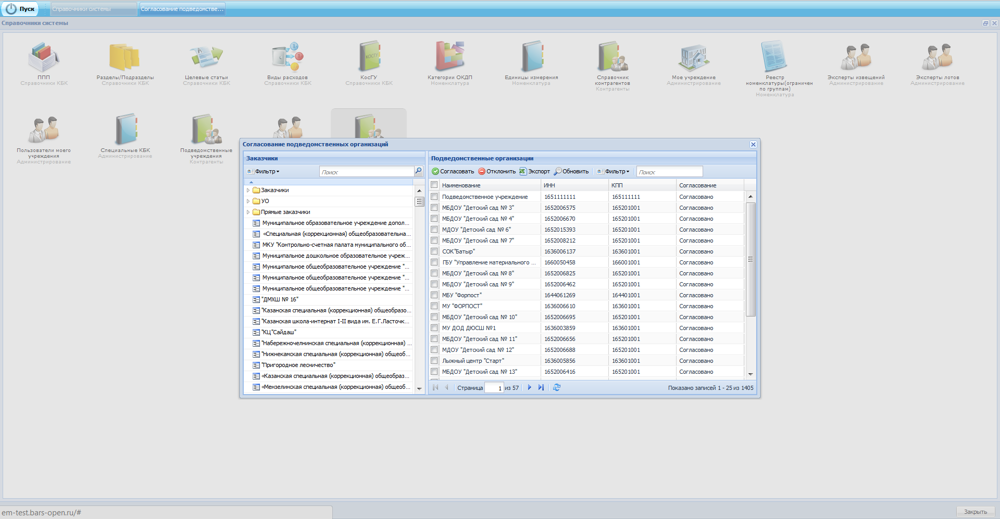 Пуск
Справочники системы
Согласование подведомстве...
Справочники системы
ППП
Справочники КБК
Разделы/Подразделы
Справочники КБК
Целевые статьи
Справочники КБК
Виды расходов
Справочники КБК
КосГУ
Справочники КБК
Категории ОКДП
Номенклатура
Единицы измерения
Номенклатура
Справочник
контрагентов
Контрагенты
Мое учреждение
Администрирование
Реестр
номенклатуры(ограничен
по группам)
Номенклатура
Эксперты извещений
Администрирование
Эксперты лотов
Администрирование
Пользователи моего
учреждения
Администрирование
Специальные КБК
Администрирование
Подведомственные
учреждения
Контрагенты
Согласование подведомственных организаций
Заказчики
Фильтр
Поиск
Заказчики
УО
Прямые заказчики
Муниципальное образовательное учреждение допол...
«Специальная (коррекционная) общеобразовательна...
МКУ "Контрольно-счетная палата муниципального об...
Муниципальное дошкольное образовательное учреж...
Муниципальное общеобразовательное учреждение "...
Муниципальное общеобразовательное учреждение "...
Муниципальное общеобразовательное учреждение "...
"ДМХШ № 16"
"Казанская специальная (коррекционная) общеобразо...
"Казанская школа-интернат I-II вида им. Е.Г.Ласточк...
"КЦ"Сайдаш"
"Набережночелнинская специальная (коррекционная) ...
"Нижнекамская специальная (коррекционная) общеоб...
"Пригородное лесничество"
«Казанская специальная (коррекционная) общеобраз...
«Мензелинская специальная (коррекционная) общеоб...
Подведомственные организации
Согласовать Отклонить Экспорт Обновить Фильтр Поиск
Наименование ИНН КПП Согласование
Подведомственное учреждение 1651111111 165111111 Согласовано
МБДОУ "Детский сад № 3" 1652006575 165201001 Согласовано
МБДОУ "Детский сад № 4" 1652006670 165201001 Согласовано
МДОУ "Детский сад № 6" 1652015393 165201001 Согласовано
МБДОУ "Детский сад № 7" 1652008212 165201001 Согласовано
СОК"Батыр" 1636006137 163601001 Согласовано
ГБУ "Управление материального ... 1660050458 166001001 Согласовано
МБДОУ "Детский сад № 8" 1652006825 165201001 Согласовано
МБДОУ "Детский сад № 9" 1652006462 165201001 Согласовано
МБУ "Форпост" 1644061269 164401001 Согласовано
МУ "ФОРПОСТ" 1636006610 163601001 Согласовано
МБДОУ "Детский сад № 10" 1652006695 165201001 Согласовано
МУ ДОД ДЮСШ №1 1636003859 163601001 Согласовано
МБДОУ "Детский сад № 11" 1652006656 165201001 Согласовано
МДОУ "Детский сад № 12" 1652006688 165201001 Согласовано
Лыжный центр "Старт" 1636005856 163601001 Согласовано
МБДОУ "Детский сад № 13" 1652006416 165201001 Согласовано
Страница 1 из 57 Показано записей 1 - 25 из 1405
em-test.bars-open.ru/#
Закрыть